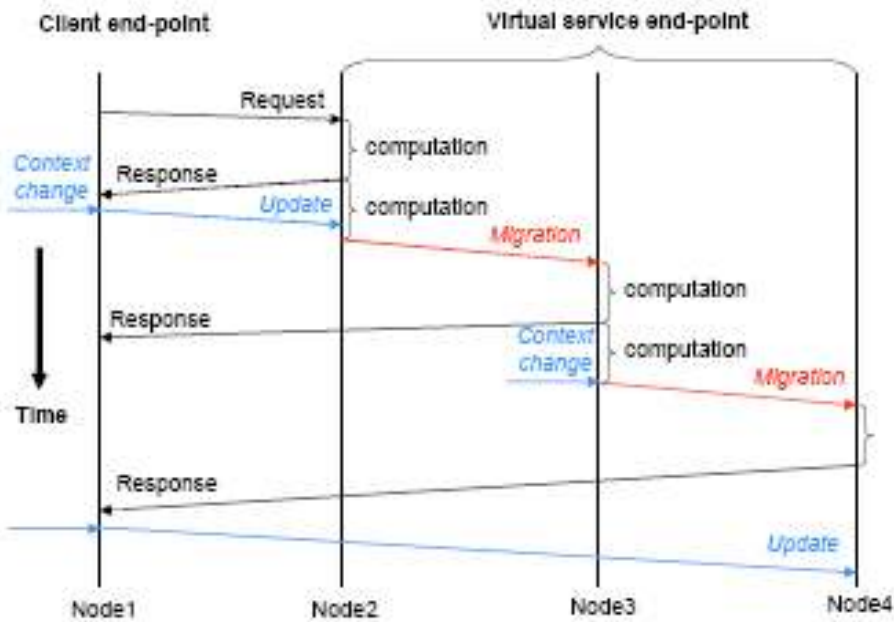 Client end-point
Virtual service end-point
Request
computation
Context
change
Response
Update
computation
Migration
computation
Response
Context
change
computation
Migration
Time
Response
Update
Node1
Node2
Node3
Node4